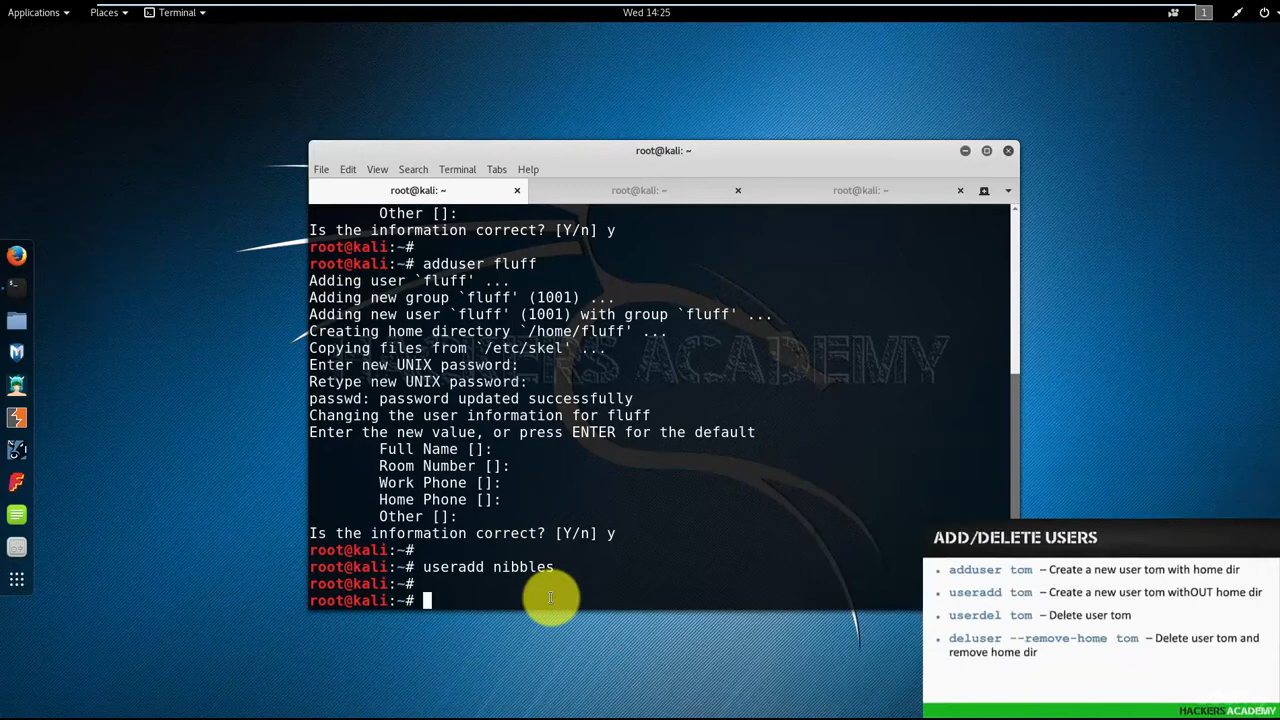 Applications Places Terminal Wed 14:25 1
root@kali: ~
File Edit View Search Terminal Tabs Help
root@kali: ~ root@kali: ~ root@kali: ~
Other []:
Is the information correct? [Y/n] y
root@kali:~#
root@kali:~# adduser fluff
Adding user `fluff' ...
Adding new group `fluff' (1001) ...
Adding new user `fluff' (1001) with group `fluff' ...
Creating home directory `/home/fluff' ...
Copying files from `/etc/skel' ...
Enter new UNIX password:
Retype new UNIX password:
passwd: password updated successfully
Changing the user information for fluff
Enter the new value, or press ENTER for the default
Full Name []:
Room Number []:
Work Phone []:
Home Phone []:
Other []:
Is the information correct? [Y/n] y
root@kali:~#
root@kali:~# useradd nibbles
root@kali:~#
root@kali:~#
HACKERS ACADEMY
ADD/DELETE USERS
• adduser tom – Create a new user tom with home dir
• useradd tom – Create a new user tom withOUT home dir
• userdel tom – Delete user tom
• deluser --remove-home tom – Delete user tom and
remove home dir
HACKERS ACADEMY